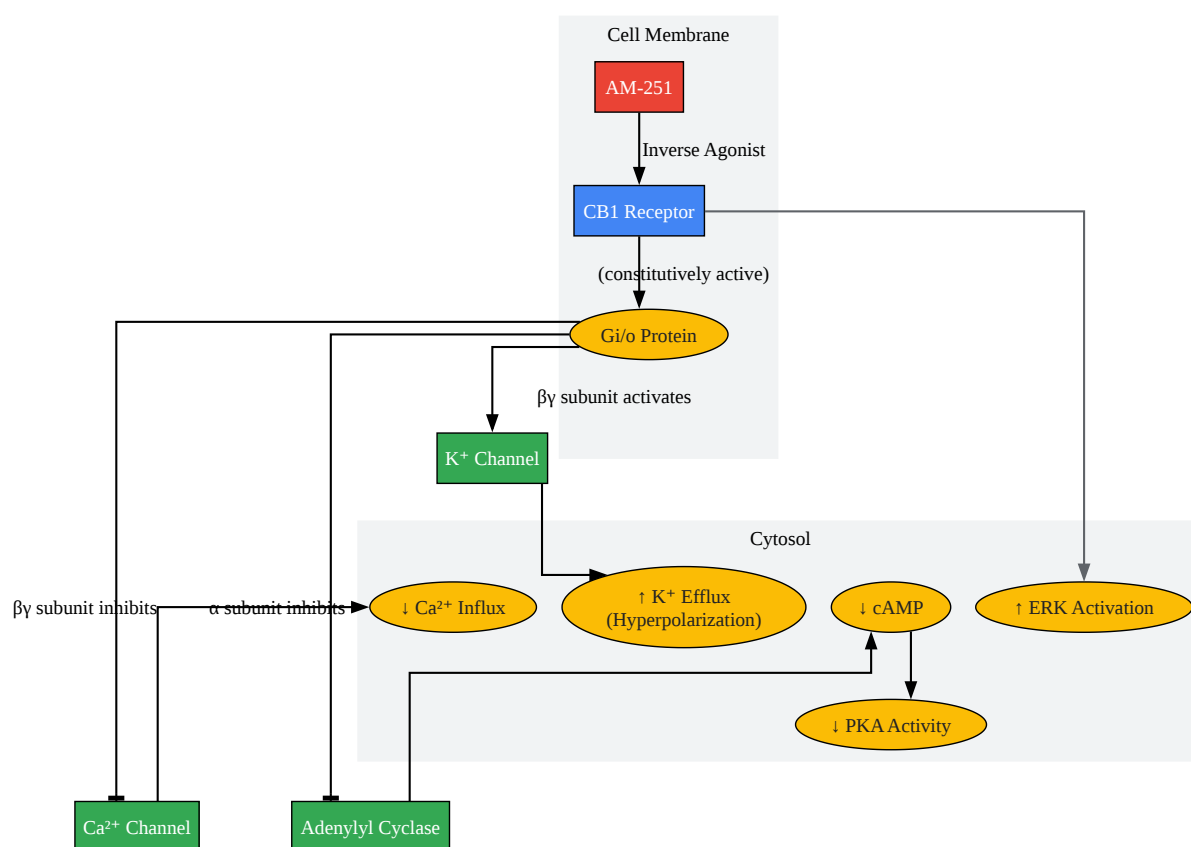 Cell Membrane
AM-251
Inverse Agonist
CB1 Receptor
(constitutively active)
Gi/o Protein
βγ subunit activates
K⁺ Channel
Cytosol
βγ subunit inhibits
α subunit inhibits
↓ Ca²⁺ Influx
↑ K⁺ Efflux
(Hyperpolarization)
↓ cAMP
↑ ERK Activation
↓ PKA Activity
Ca²⁺ Channel
Adenylyl Cyclase